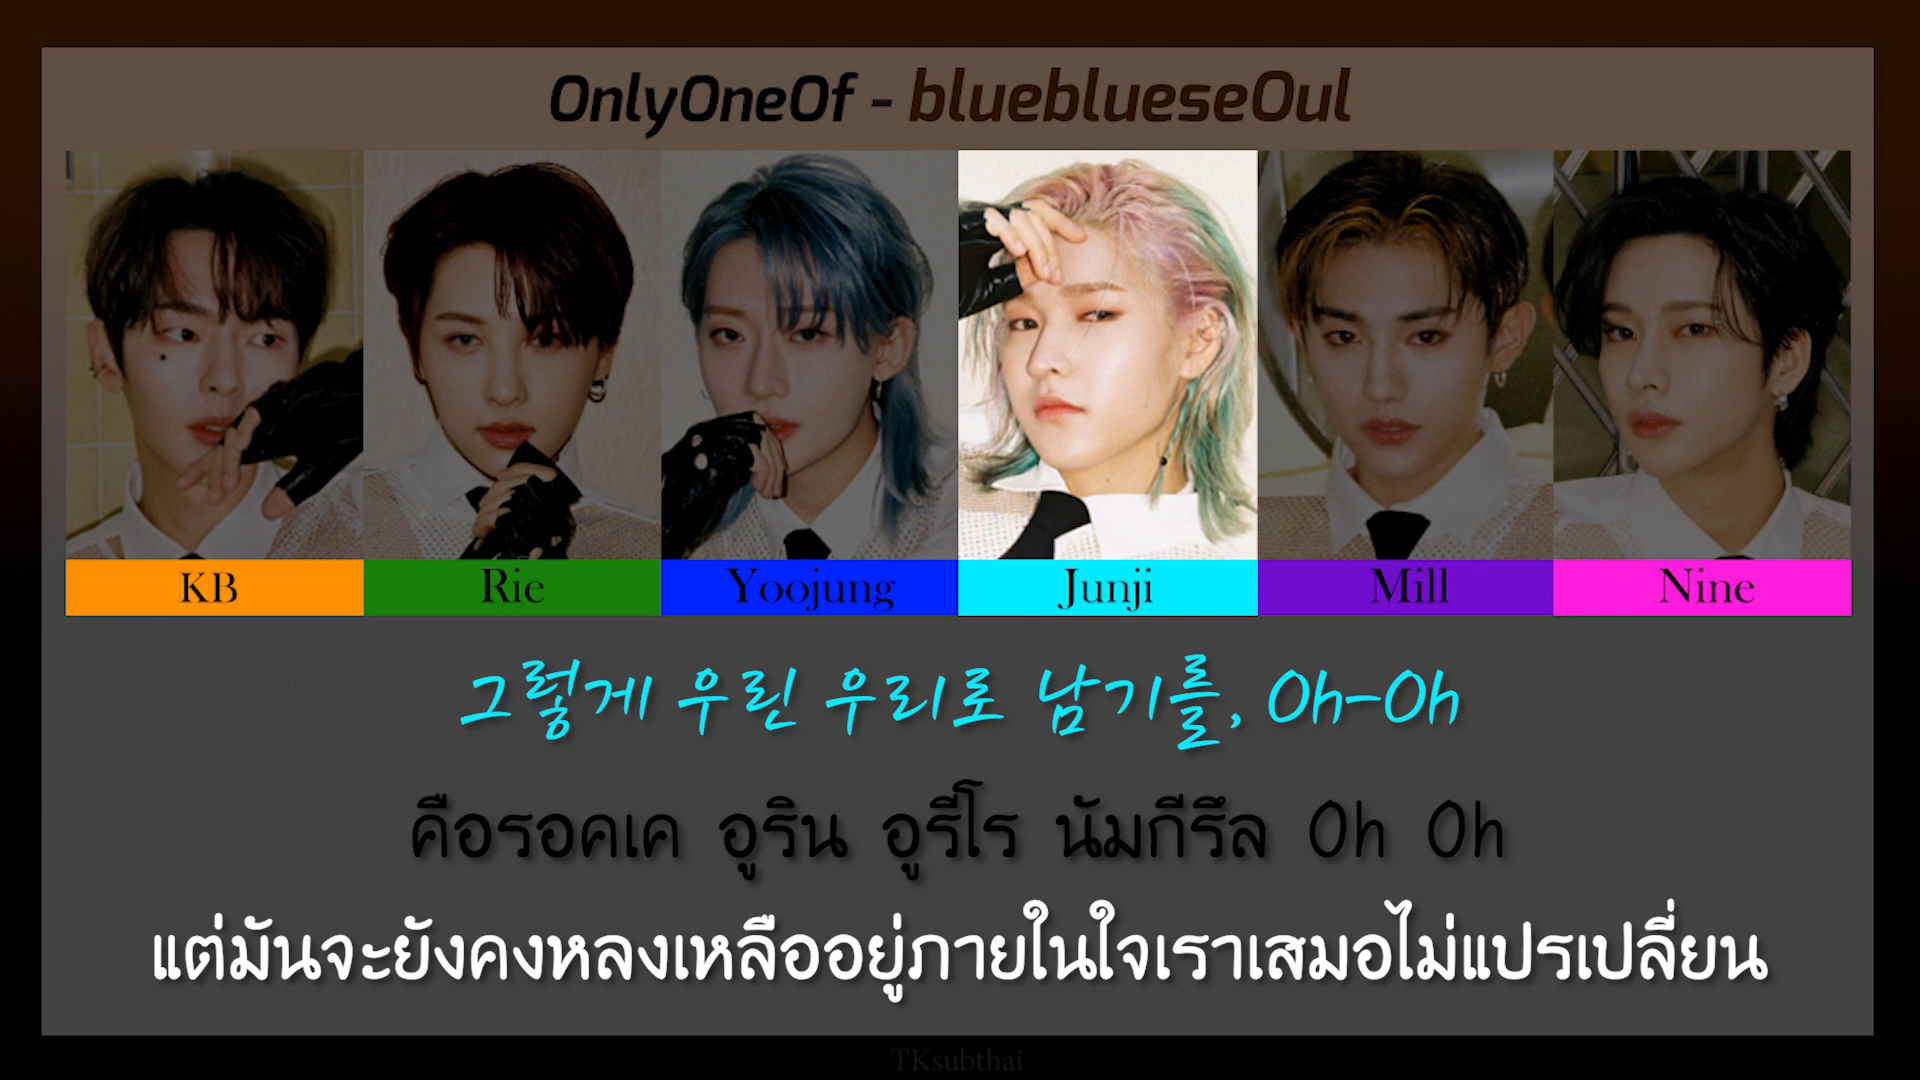 OnlyOneOf - blueblueseOul
KB Rie Yoojung Junji Mill Nine
그렇게 우린 우리로 남기를, Oh-Oh
คือรอคเค อูริน อูรีโร นัมกีรึล Oh Oh
แต่มันจะยังคงหลงเหลืออยู่ภายในใจเราเสมอไม่แปรเปลี่ยน
TKsubthai